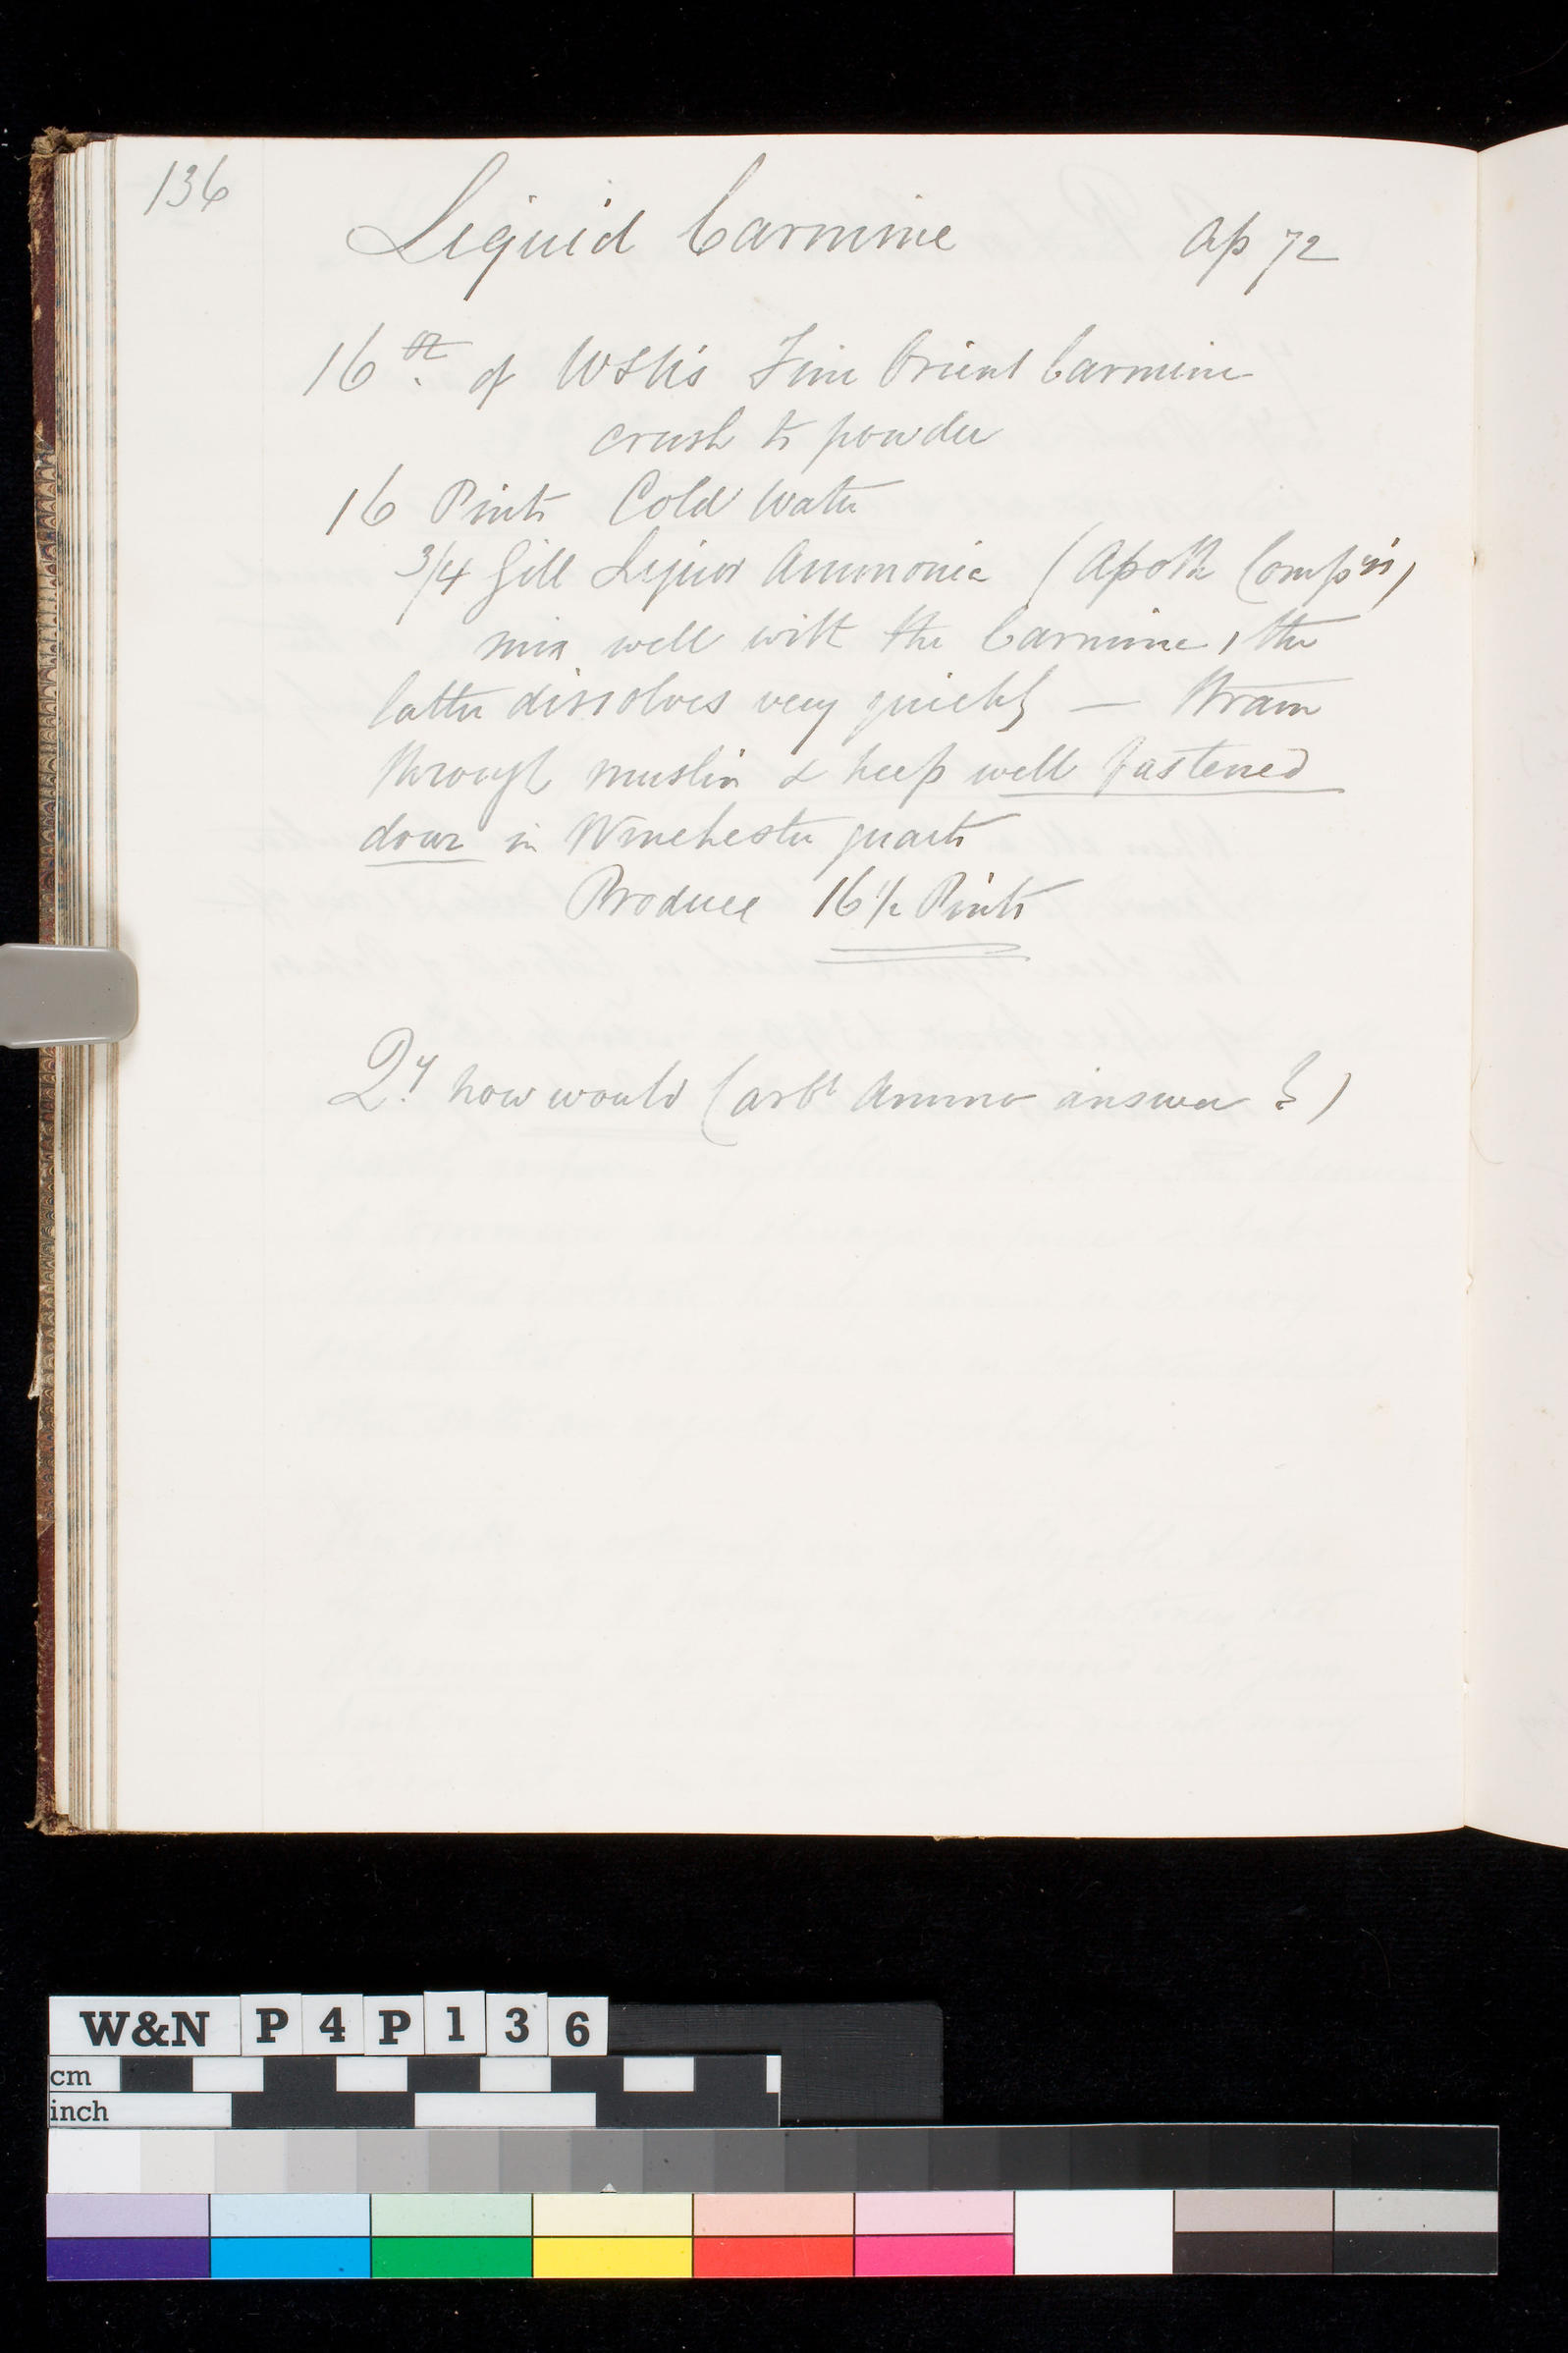 136
Liquid Carmine Ap 72
16 oz. of Fine Orient Carmine
crush to powder
16 Pints Cold Water
3/4 Gill Liquor Ammonia (Apoth Comp'ys)
mix well with the Carmine, the
latter dissolves very quickly — Strain
through muslin & keep well fastened
down in Winchester quarts
Produce 16 1/2 Pints
Qy. how would Carbt Ammo answer ?)
W&N P4P136
cm
inch